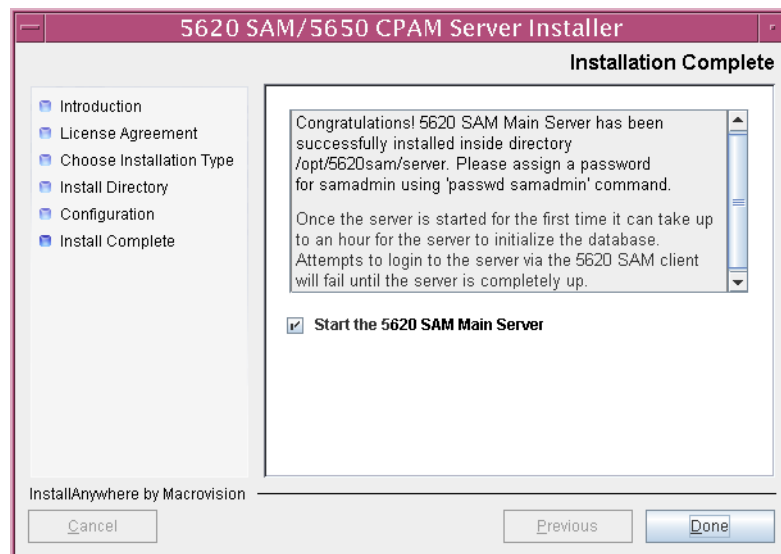 5620 SAM/5650 CPAM Server Installer
Installation Complete
Introduction
License Agreement
Choose Installation Type
Install Directory
Configuration
Install Complete
Congratulations! 5620 SAM Main Server has been
successfully installed inside directory
/opt/5620sam/server. Please assign a password
for samadmin using 'passwd samadmin' command.
Once the server is started for the first time it can take up
to an hour for the server to initialize the database.
Attempts to login to the server via the 5620 SAM client
will fail until the server is completely up.
Start the 5620 SAM Main Server
InstallAnywhere by Macrovision
Cancel
Previous
Done